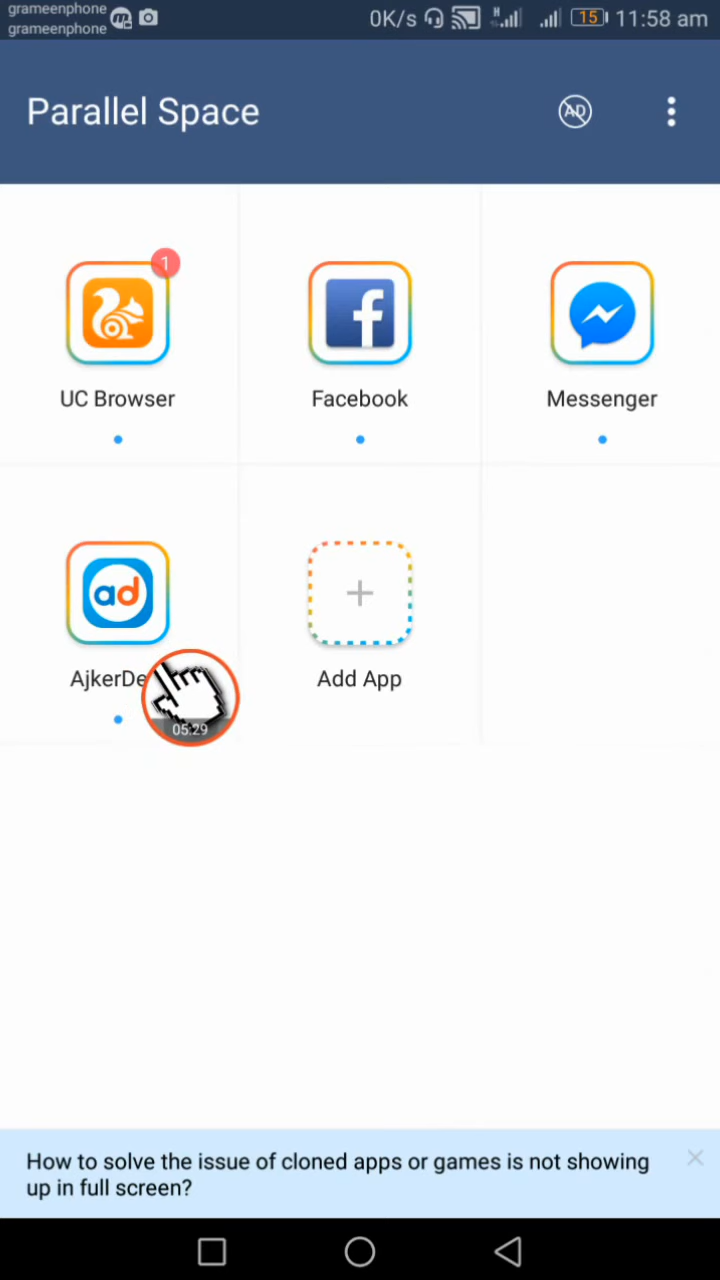 grameenphone
grameenphone
0K/s
H
15
11:58 am
Parallel Space
AD
1
f
UC Browser
Facebook
Messenger
ad
+
AjkerDe
Add App
05:29
How to solve the issue of cloned apps or games is not showing
up in full screen?